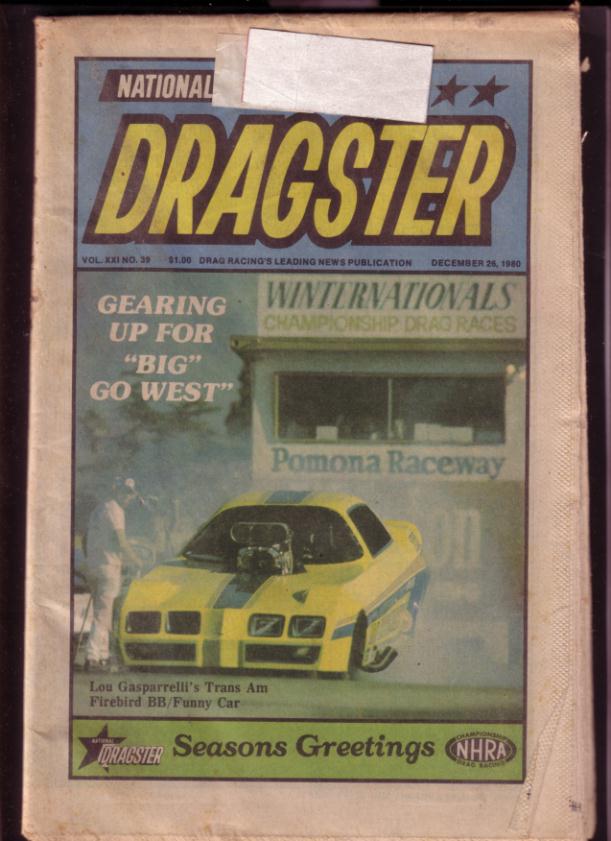 NATIONAL
DRAGSTER
VOL. XXI NO. 39 $1.00 DRAG RACING'S LEADING NEWS PUBLICATION DECEMBER 26, 1980
GEARING
UP FOR
"BIG"
GO WEST"
WINTERNATIONALS
CHAMPIONSHIP DRAG RACES
Pomona Raceway
Lou Gasparrelli's Trans Am
Firebird BB/Funny Car
NATIONAL
DRAGSTER
Seasons Greetings
CHAMPIONSHIP
NHRA
DRAG RACING